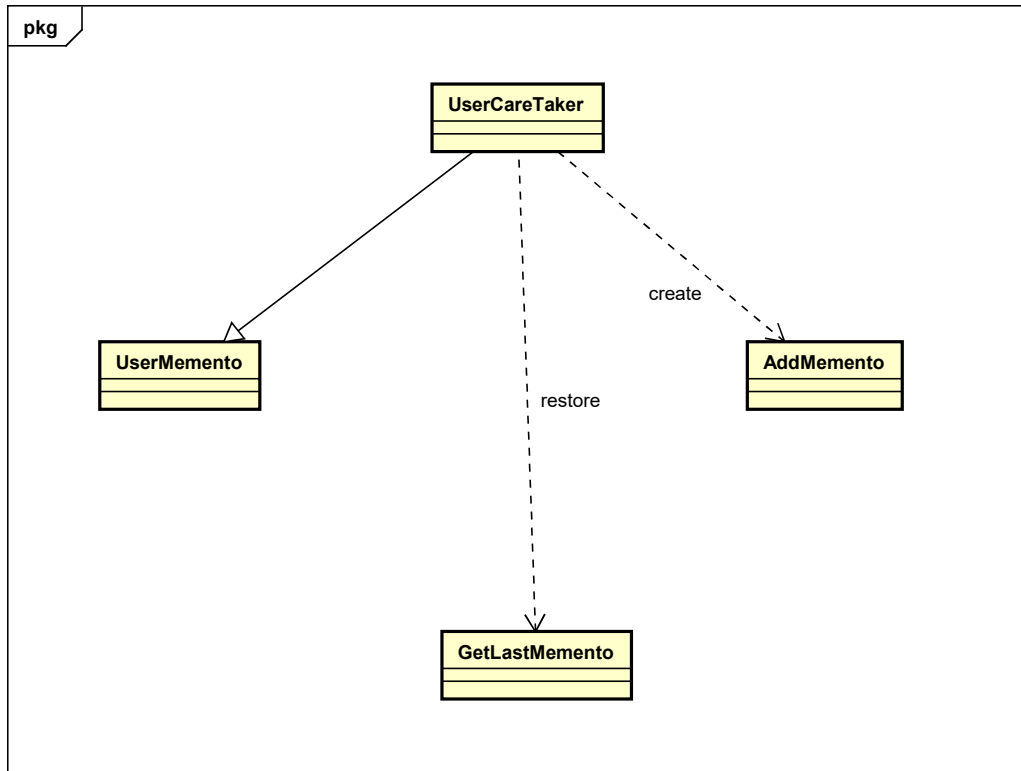 pkg
UserCareTaker
create
UserMemento
AddMemento
restore
GetLastMemento